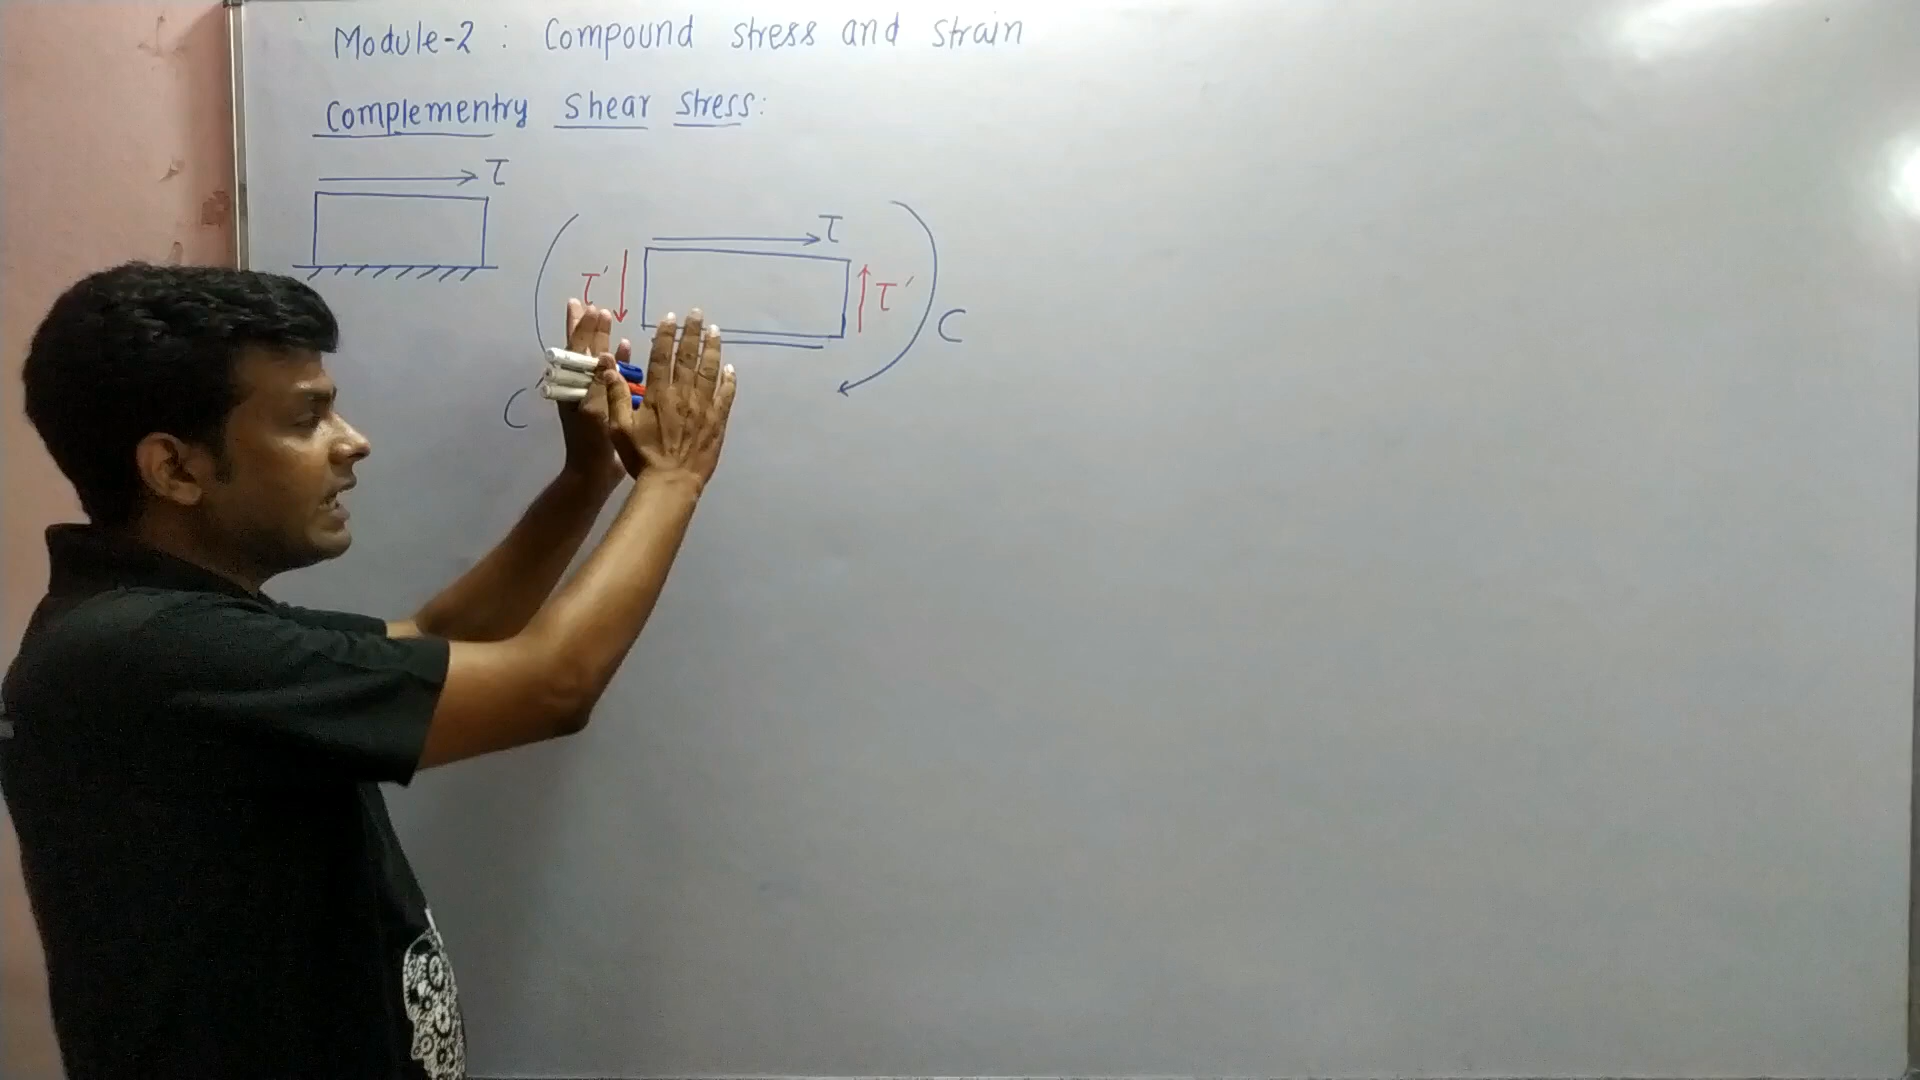 Module-2 : Compound stress and strain
Complementry shear stress:
τ
τ
τ'
τ'
C
C